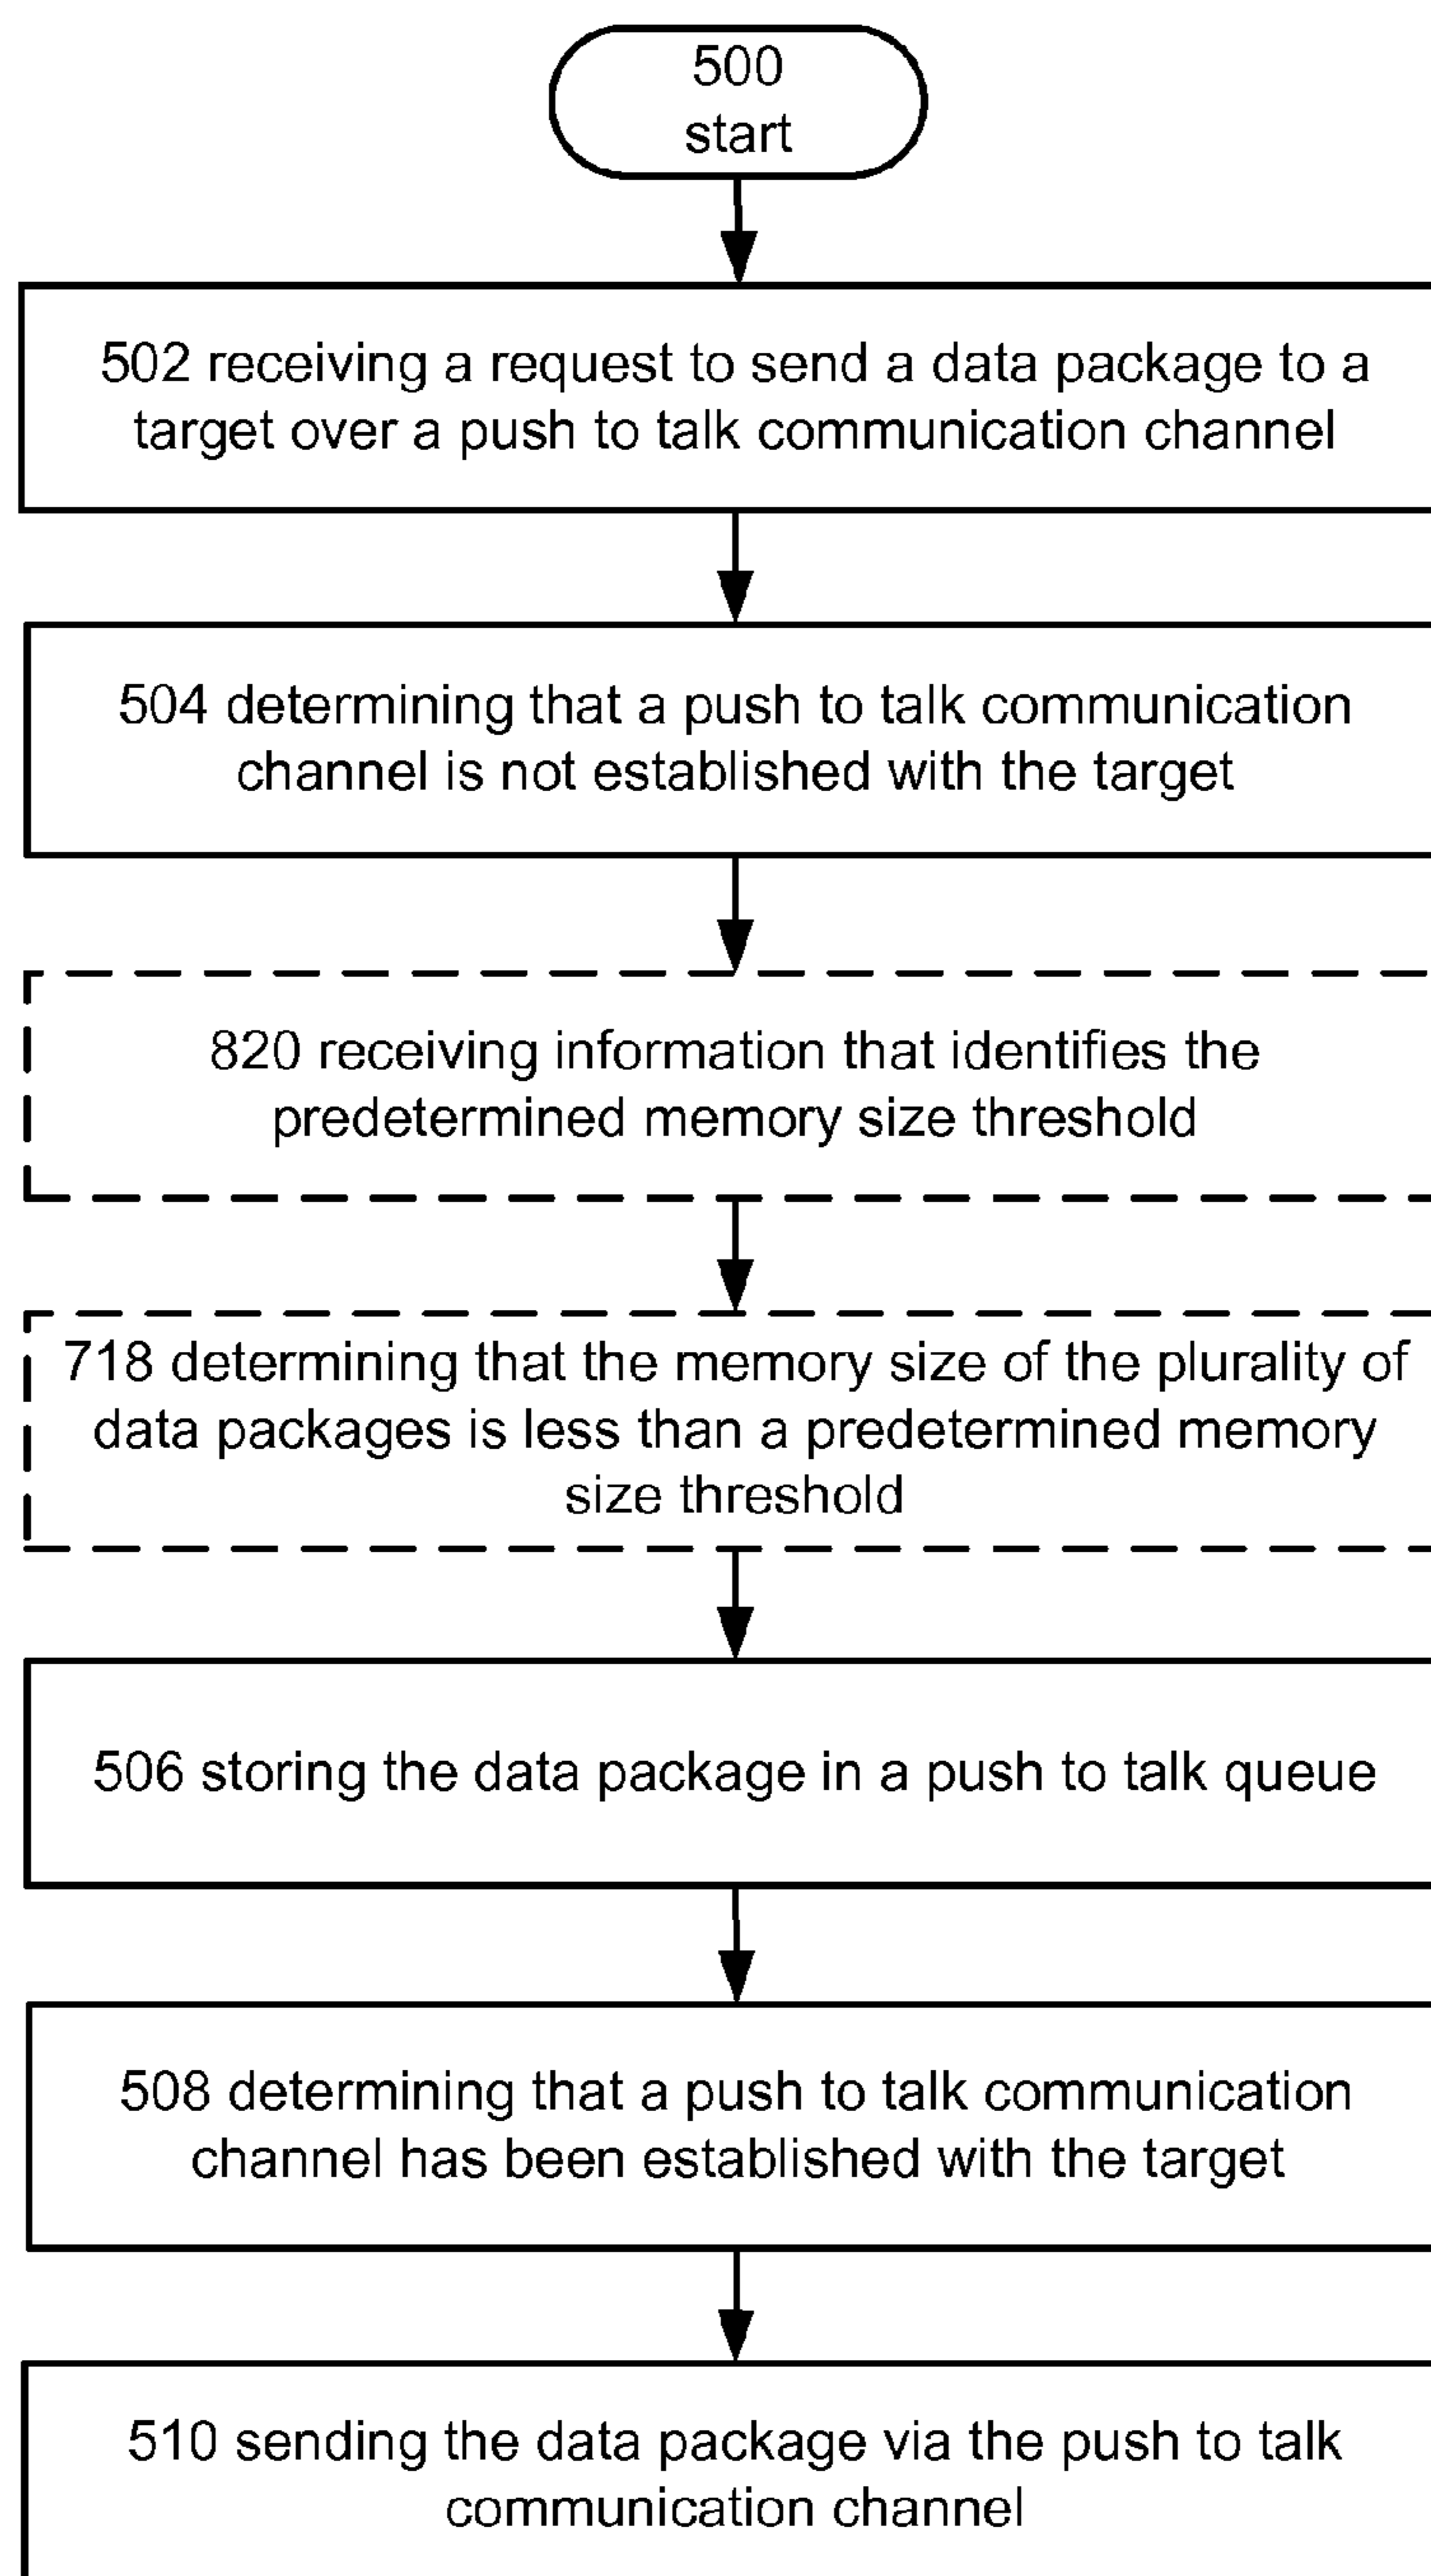 500
start
502 receiving a request to send a data package to a
target over a push to talk communication channel
504 determining that a push to talk communication
channel is not established with the target
820 receiving information that identifies the
predetermined memory size threshold
718 determining that the memory size of the plurality of
data packages is less than a predetermined memory
size threshold
506 storing the data package in a push to talk queue
508 determining that a push to talk communication
channel has been established with the target
510 sending the data package via the push to talk
communication channel